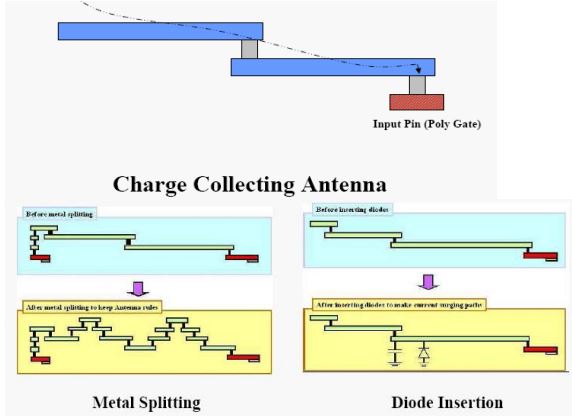 Input Pin (Poly Gate)
Charge Collecting Antenna
Before metal splitting
After metal splitting to keep Antenna rules
Metal Splitting
Before inserting diodes
After inserting diodes to make current surging paths
Diode Insertion